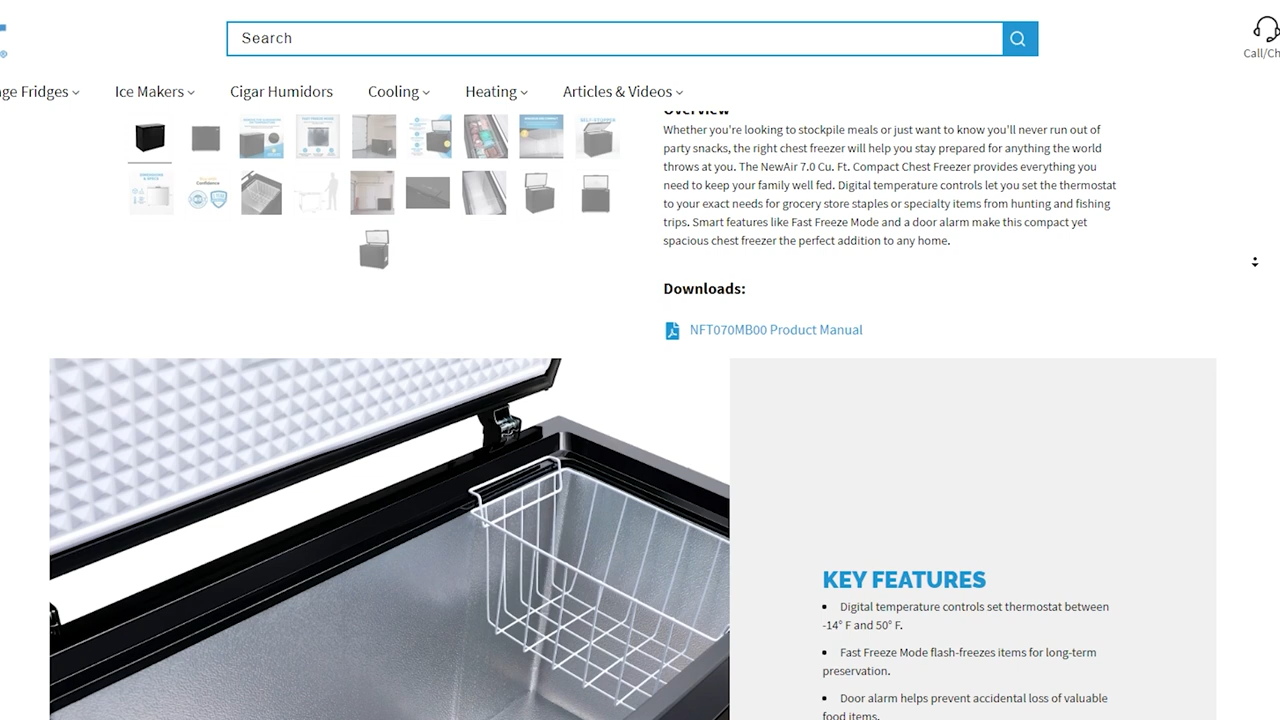 Search
Call/Ch
ge Fridges
Ice Makers
Cigar Humidors
Cooling
Heating
Articles & Videos
Overview
Whether you're looking to stockpile meals or just want to know you'll never run out of
party snacks, the right chest freezer will help you stay prepared for anything the world
throws at you. The NewAir 7.0 Cu. Ft. Compact Chest Freezer provides everything you
need to keep your family well fed. Digital temperature controls let you set the thermostat
to your exact needs for grocery store staples or specialty items from hunting and fishing
trips. Smart features like Fast Freeze Mode and a door alarm make this compact yet
spacious chest freezer the perfect addition to any home.
Downloads:
NFT070MB00 Product Manual
KEY FEATURES
Digital temperature controls set thermostat between
-14° F and 50° F.
Fast Freeze Mode flash-freezes items for long-term
preservation.
Door alarm helps prevent accidental loss of valuable
food items.